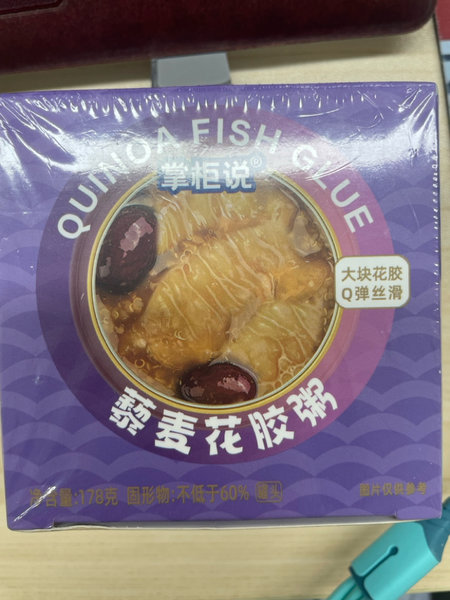 QUINOA FISH GLUE
掌柜说®
大块花胶
Q弹丝滑
藜麦花胶粥
净含量:178克 固形物:不低于60% 罐头
图片仅供参考